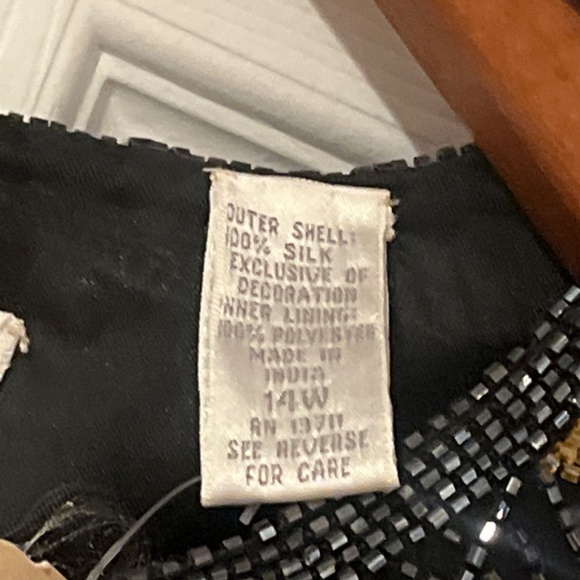 OUTER SHELL:
100% SILK
EXCLUSIVE OF
DECORATION
INNER LINING:
100% POLYESTER
MADE IN
INDIA
14W
RN
SEE REVERSE
FOR CARE